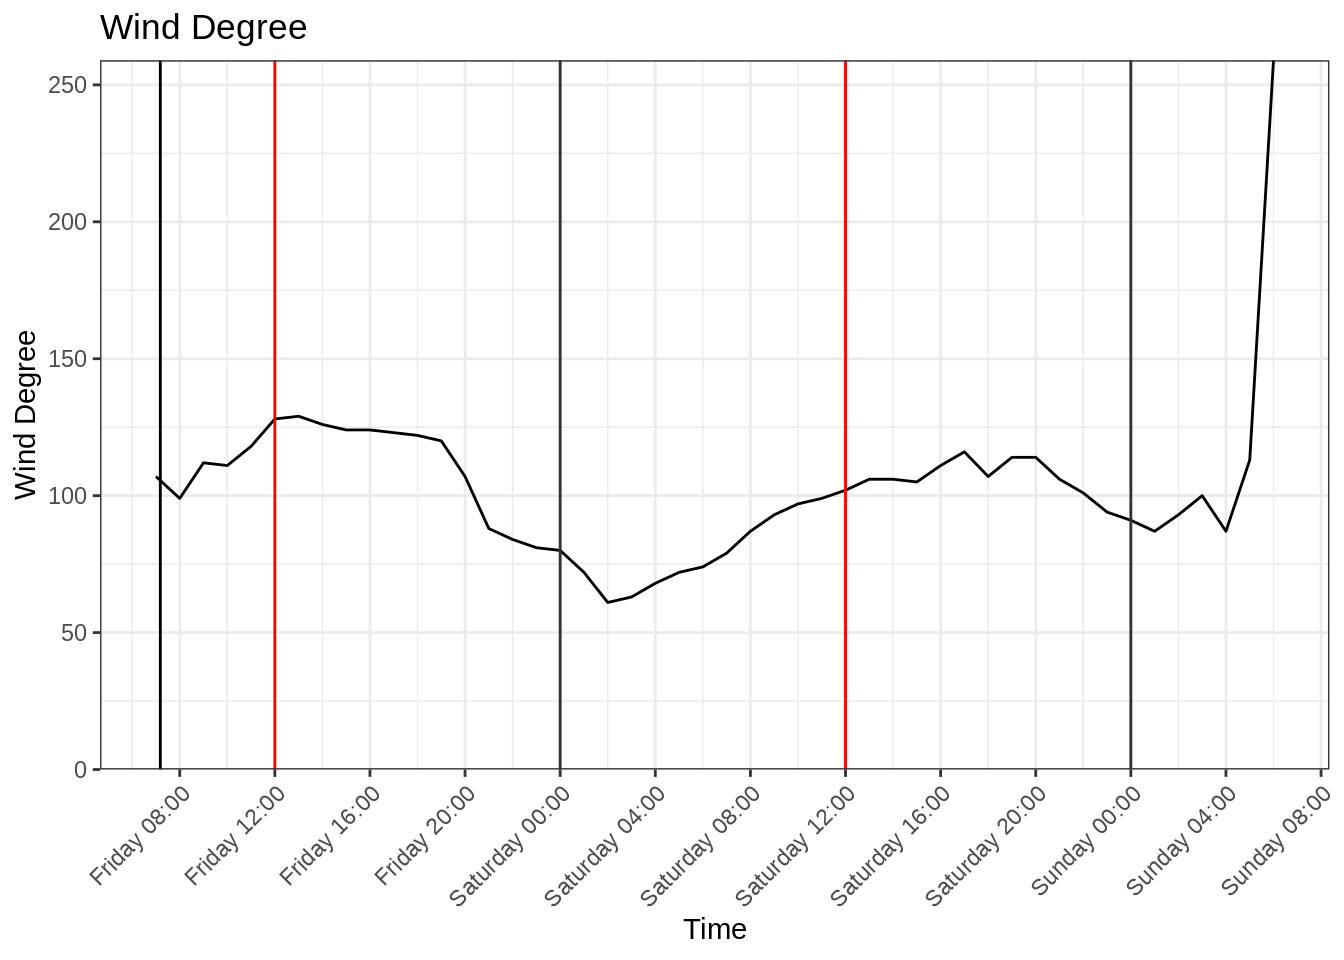 Wind Degree
Wind Degree
250
200
150
100
50
0
Friday 08:00
Friday 12:00
Friday 16:00
Friday 20:00
Saturday 00:00
Saturday 04:00
Saturday 08:00
Saturday 12:00
Saturday 16:00
Saturday 20:00
Sunday 00:00
Sunday 04:00
Sunday 08:00
Time